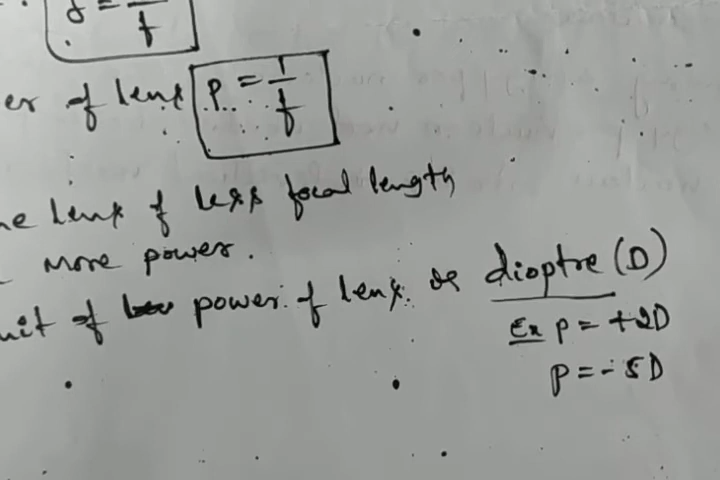 er of lens P = 1/f
ne lens of less focal length
more power.
nit of power of lens is dioptre (D)
Ex P = +2D
P = -5D